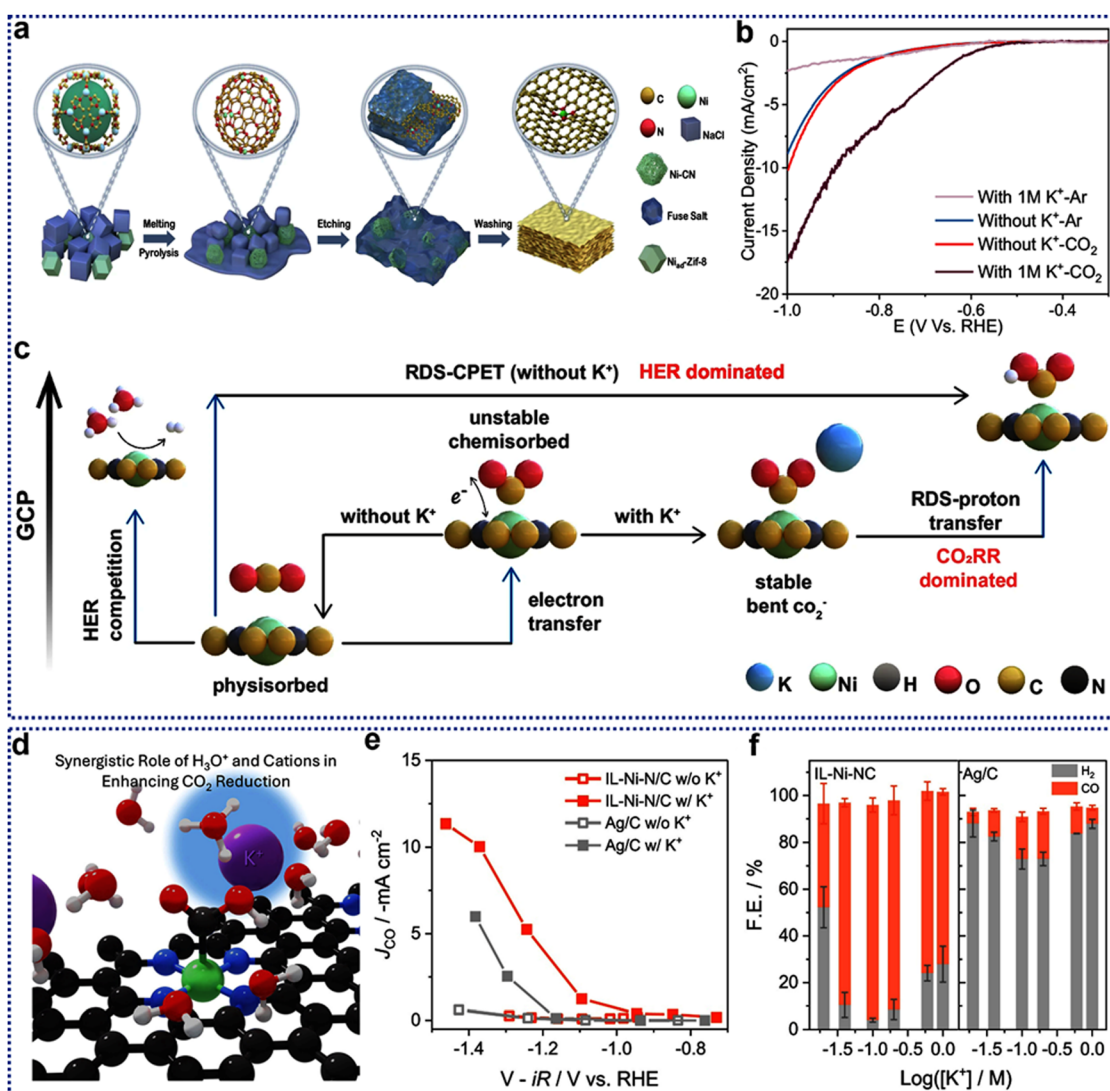 a
C
Ni
N
NaCl
Ni-CN
Fuse Salt
Niad-Zif-8
Melting
Pyrolysis
Etching
Washing
b
Current Density (mA/cm²)
0
-5
-10
-15
-20
-1.0
-0.8
-0.6
-0.4
E (V Vs. RHE)
With 1M K⁺-Ar
Without K⁺-Ar
Without K⁺-CO₂
With 1M K⁺-CO₂
c
GCP
RDS-CPET (without K⁺) HER dominated
unstable
chemisorbed
e⁻
without K⁺
with K⁺
RDS-proton
transfer
CO₂RR
dominated
HER
competition
electron
transfer
stable
bent co₂⁻
physisorbed
K
Ni
H
O
C
N
d
Synergistic Role of H₃O⁺ and Cations in
Enhancing CO₂ Reduction
K⁺
e
JCO / -mA cm⁻²
15
10
5
0
-1.4
-1.2
-1.0
-0.8
V - iR / V vs. RHE
IL-Ni-N/C w/o K⁺
IL-Ni-N/C w/ K⁺
Ag/C w/o K⁺
Ag/C w/ K⁺
f
IL-Ni-NC
Ag/C
H₂
CO
F.E. / %
100
80
60
40
20
0
-1.5
-1.0
-0.5
0.0
-1.5
-1.0
-0.5
0.0
Log([K⁺] / M)